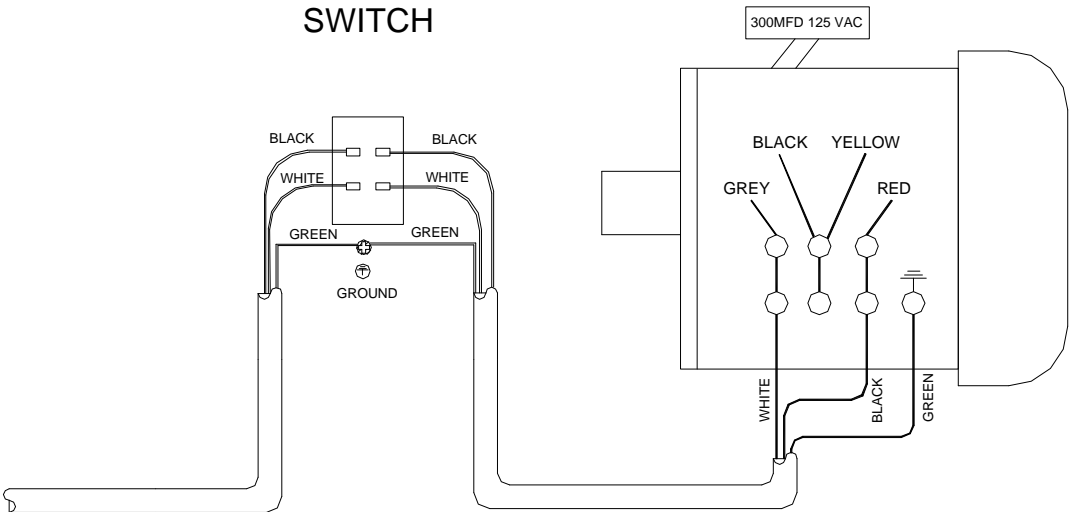 SWITCH
300MFD 125 VAC
BLACK
BLACK
WHITE
WHITE
GREEN
GREEN
GROUND
BLACK
YELLOW
GREY
RED
WHITE
BLACK
GREEN